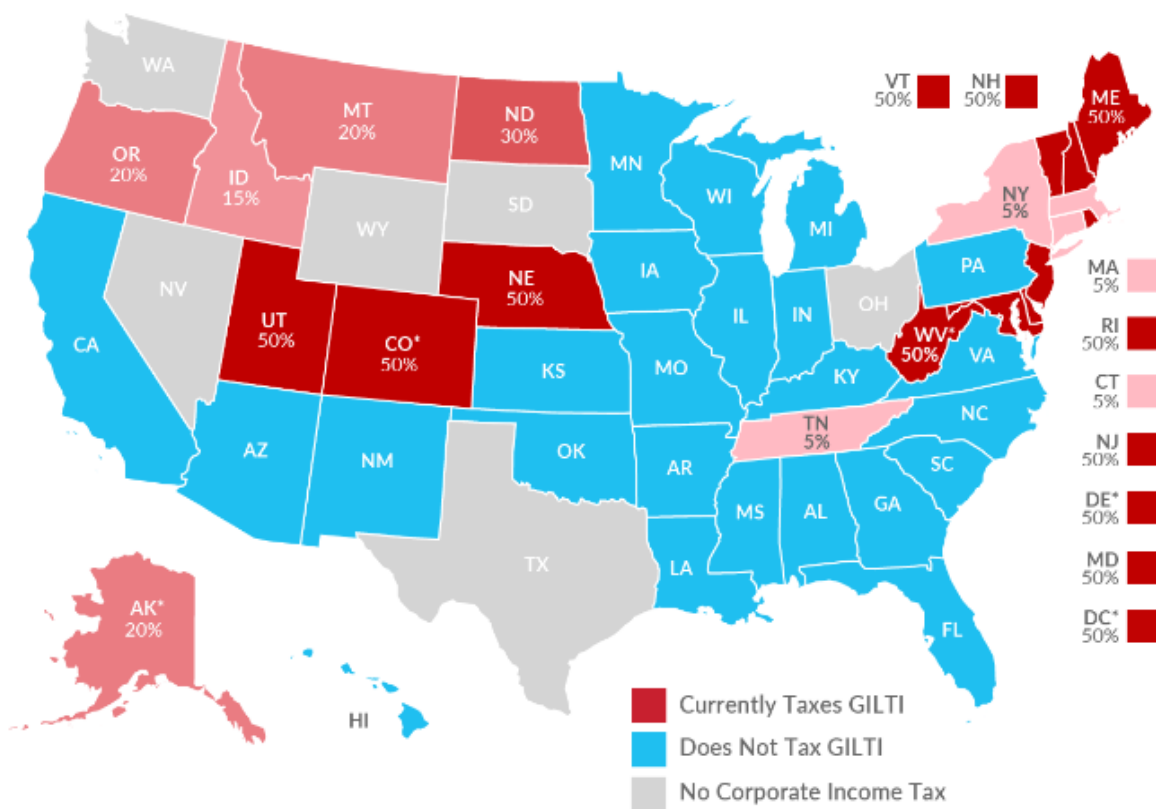 WA
VT
50%
NH
50%
ME
50%
MT
20%
ND
30%
OR
20%
ID
15%
MN
WI
MI
NY
5%
SD
WY
IA
NE
50%
PA
MA
5%
NV
UT
50%
CO*
50%
IL
IN
OH
WV*
50%
VA
RI
50%
CA
KS
MO
KY
CT
5%
NC
TN
5%
NJ
50%
AZ
NM
OK
AR
SC
DE*
50%
MS
AL
GA
TX
LA
MD
50%
AK*
20%
FL
DC*
50%
HI
Currently Taxes GILTI
Does Not Tax GILTI
No Corporate Income Tax